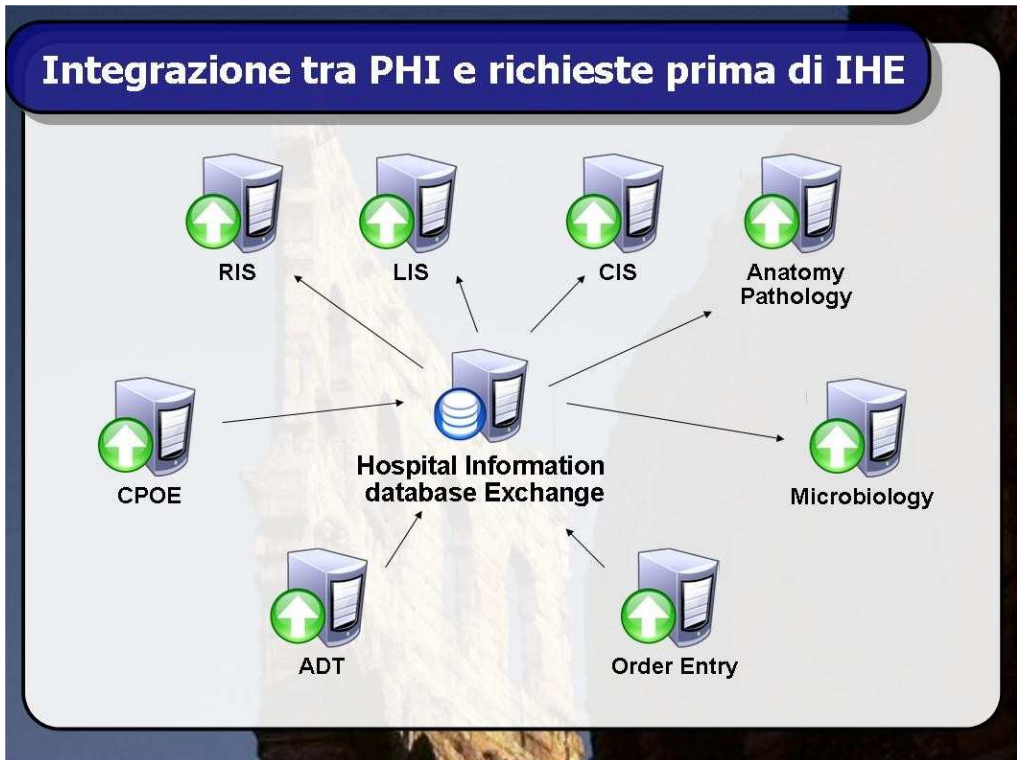 Integrazione tra PHI e richieste prima di IHE
RIS
LIS
CIS
Anatomy
Pathology
CPOE
Hospital Information
database Exchange
Microbiology
ADT
Order Entry